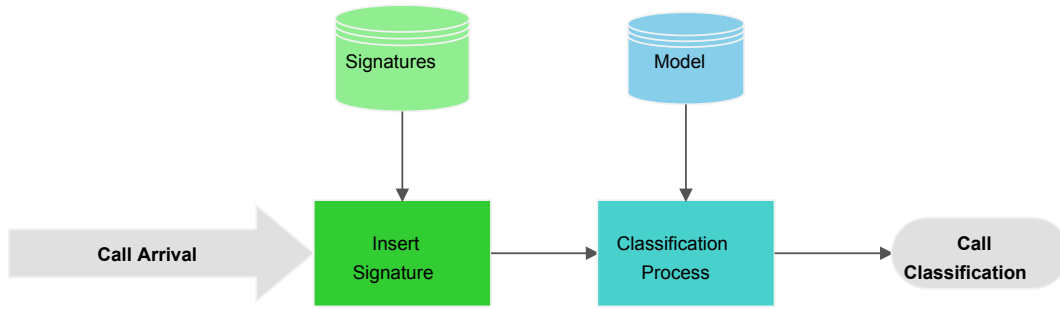 Signatures
Model
Call Arrival
Insert
Signature
Classification
Process
Call
Classification